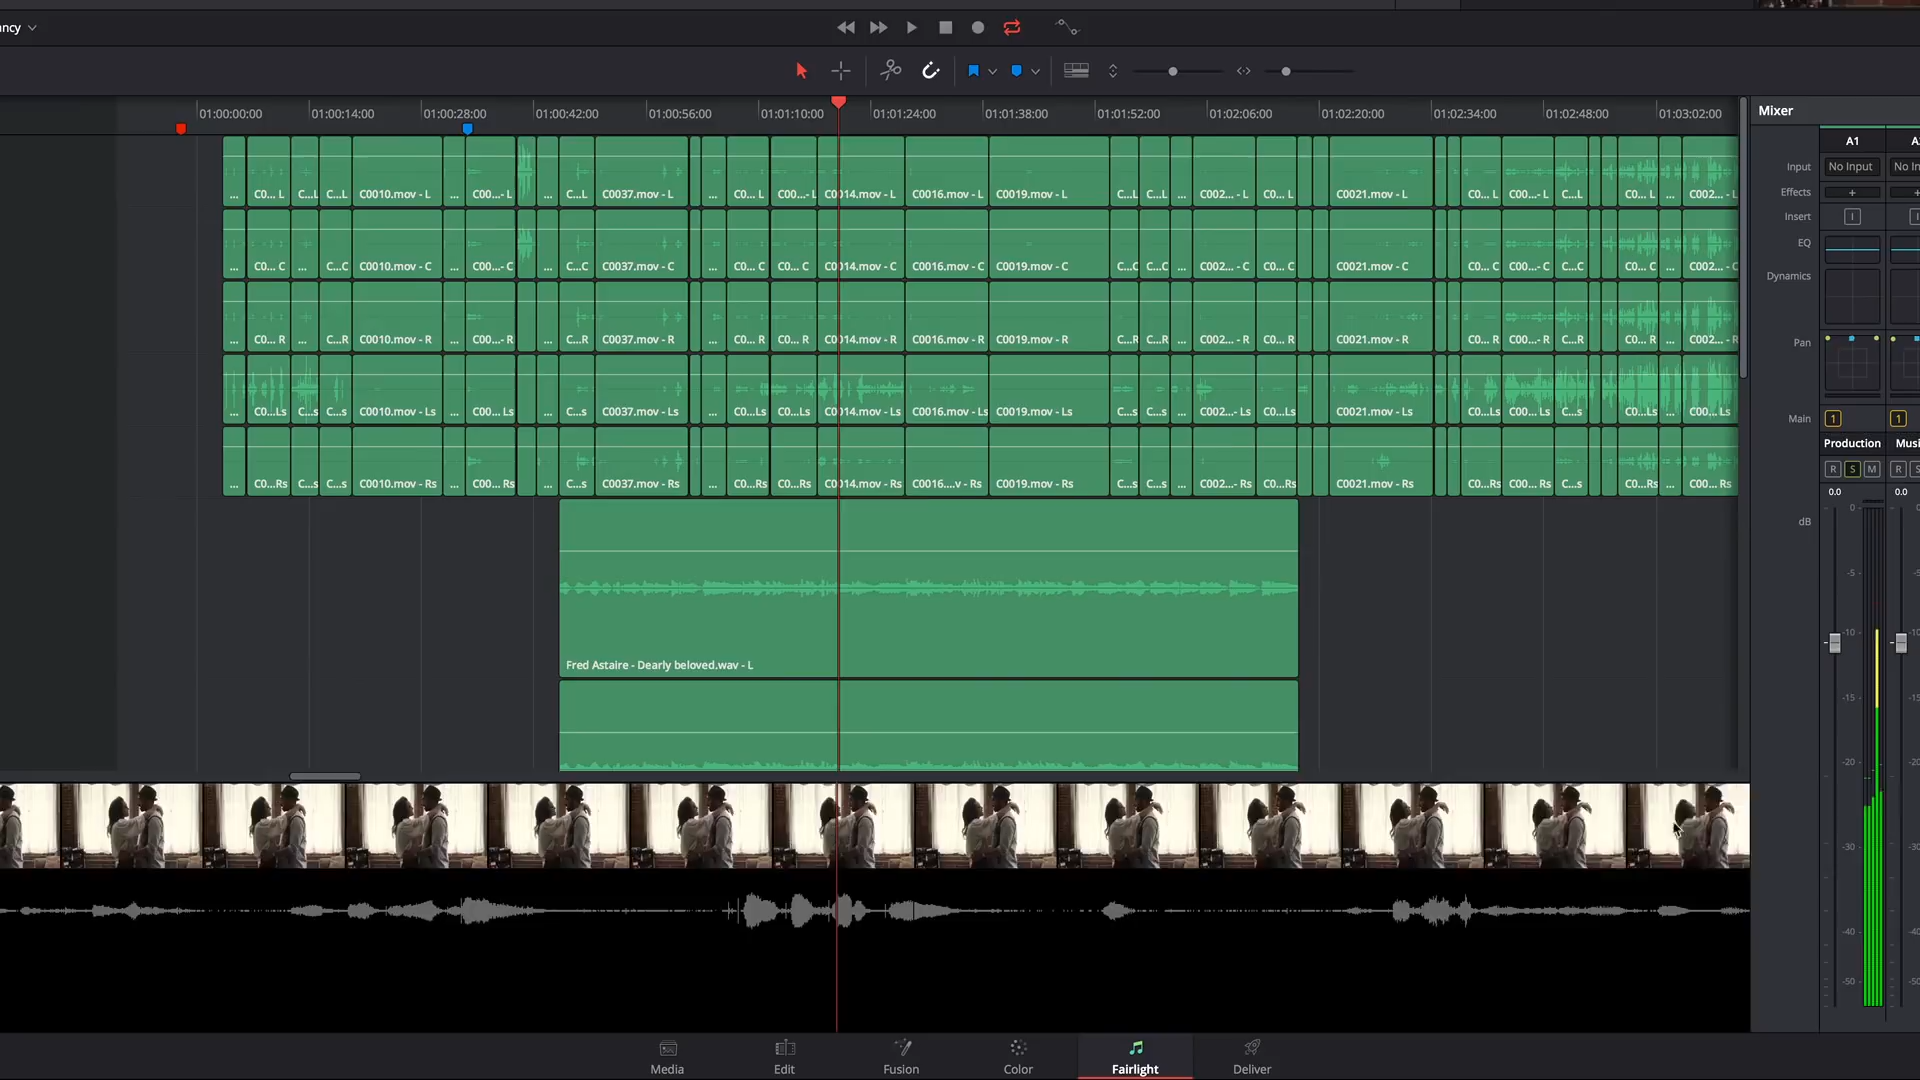 ancy
01:00:00:00 01:00:14:00 01:00:28:00 01:00:42:00 01:00:56:00 01:01:10:00 01:01:24:00 01:01:38:00 01:01:52:00 01:02:06:00 01:02:20:00 01:02:34:00 01:02:48:00 01:03:02:00
... C0... L C...L C...L C0010.mov - L ... C00...- L ... C...L C0037.mov - L ... C0... L C00...- L C0014.mov - L C0016.mov - L C0019.mov - L C...L C...L ... C002... - L C0... L C0021.mov - L C0... L C00...- L C...L C0... L ... C002... - L
... C0... C ... C...C C0010.mov - C ... C00...- C ... C...C C0037.mov - C ... C0... C C0... C C0014.mov - C C0016.mov - C C0019.mov - C C...C C...C ... C002... - C C0... C C0021.mov - C C0... C C00...- C C...C C0... C ... C002... - C
... C0... R ... C...R C0010.mov - R ... C00...- R ... C...R C0037.mov - R ... C0... R C0... R C0014.mov - R C0016.mov - R C0019.mov - R C...R C...R ... C002... - R C0... R C0021.mov - R C0... R C00...- R C...R C0... R ... C002... - R
... C0...Ls C...s C...s C0010.mov - Ls ... C00... Ls ... C...s C0037.mov - Ls ... C0...Ls C0...Ls C0014.mov - Ls C0016.mov - Ls C0019.mov - Ls C...s C...s ... C002...- Ls C0...Ls C0021.mov - Ls C0...Ls C00... Ls C...s C0...Ls ... C00... Ls
... C0...Rs C...s C...s C0010.mov - Rs ... C00... Rs ... C...s C0037.mov - Rs ... C0...Rs C0...Rs C0014.mov - Rs C0016....v - Rs C0019.mov - Rs C...s C...s ... C002...- Rs C0...Rs C0021.mov - Rs C0...Rs C00... Rs C...s C0...Rs ... C00... Rs
Fred Astaire - Dearly beloved.wav - L
Mixer
A1 A
Input No Input No In
Effects + +
Insert I
EQ
Dynamics
Pan
Main 1 1
Production Musi
R S M R S
0.0 0.0
dB
0
-5 -5
-10 -10
-15 -15
-20 -20
-30 -30
-40 -40
-50 -50
Media Edit Fusion Color Fairlight Deliver